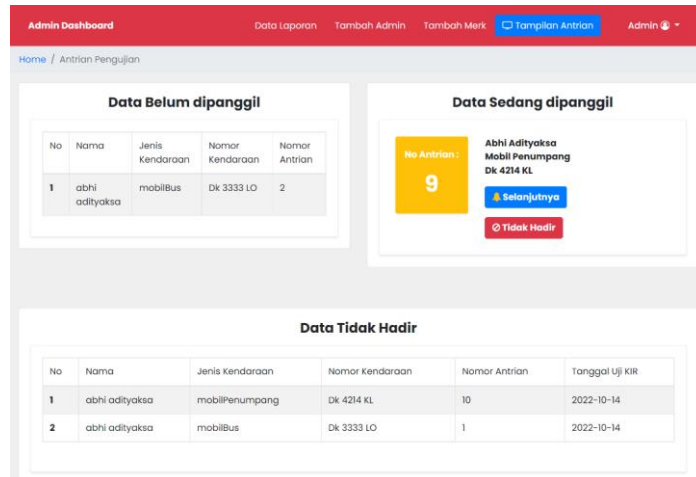 Admin Dashboard Data Laporan Tambah Admin Tambah Merk Tampilan Antrian Admin
Home / Antrian Pengujian
Data Belum dipanggil
No Nama Jenis Kendaraan Nomor Kendaraan Nomor Antrian
1 abhi adityaksa mobilBus Dk 3333 LO 2
Data Sedang dipanggil
No Antrian :
9
Abhi Adityaksa
Mobil Penumpang
Dk 4214 KL
Selanjutnya
Tidak Hadir
Data Tidak Hadir
No Nama Jenis Kendaraan Nomor Kendaraan Nomor Antrian Tanggal Uji KIR
1 abhi adityaksa mobilPenumpang Dk 4214 KL 10 2022-10-14
2 abhi adityaksa mobilBus Dk 3333 LO 1 2022-10-14